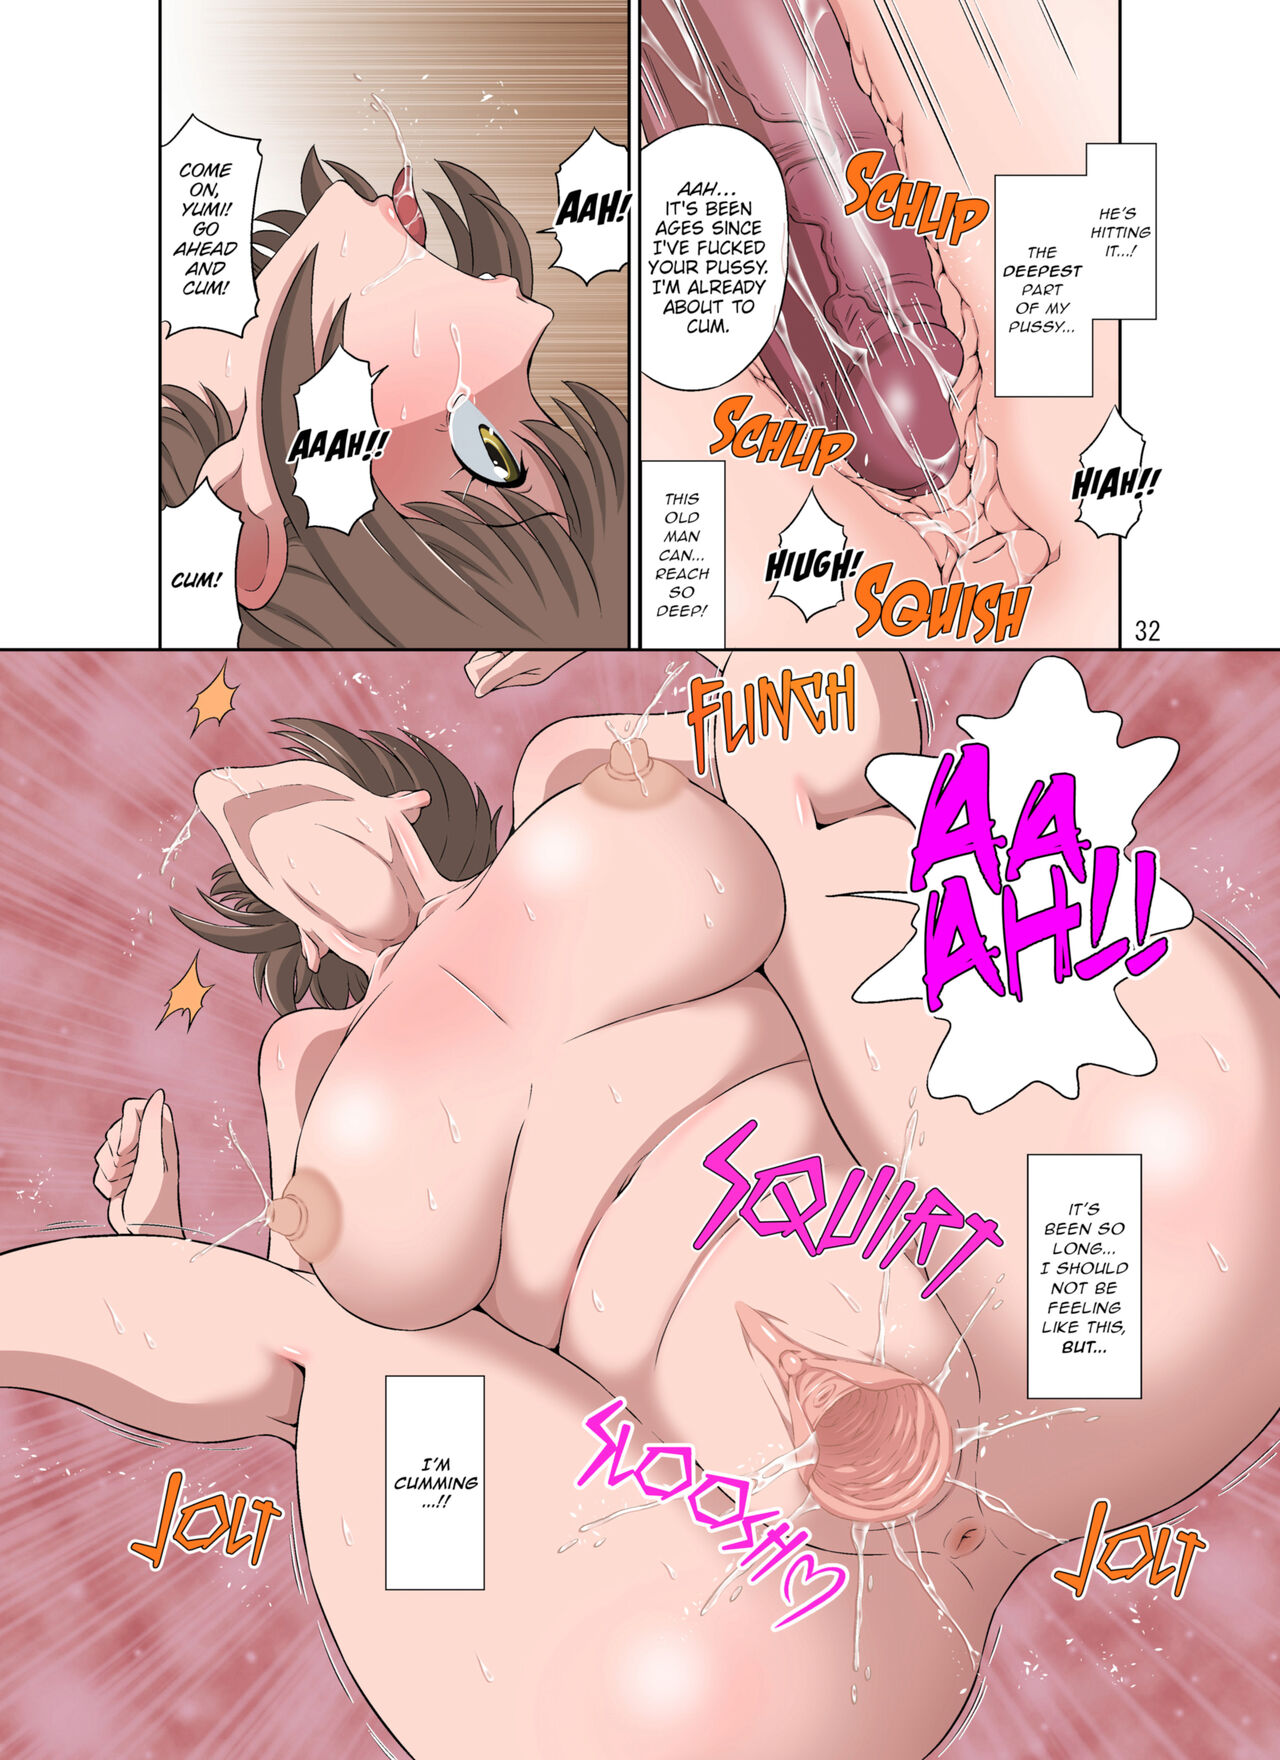 HE'S
HITTING
IT...!
THE
DEEPEST
PART
OF MY
PUSSY...
SCHLIP
AAH...
IT'S BEEN
AGES SINCE
I'VE FUCKED
YOUR PUSSY.
I'M ALREADY
ABOUT TO
CUM.
SCHLIP
HIAH!!
HIUGH!
SQUISH
THIS
OLD
MAN
CAN...
REACH
SO
DEEP!
32
AAH!
COME
ON,
YUMI!
GO
AHEAD
AND
CUM!
AAAH!!
CUM!
FLINCH
AA
AH!!
SQUIRT
IT'S
BEEN SO
LONG...
I SHOULD
NOT BE
FEELING
LIKE THIS,
BUT...
SLOOSH♡
JOLT
I'M
CUMMING
...!!
JOLT